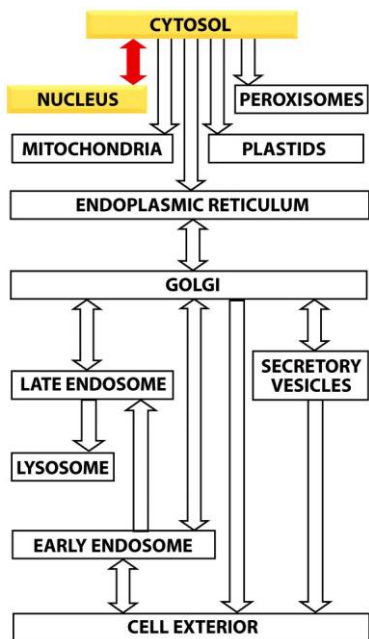 CYTOSOL
NUCLEUS
PEROXISOMES
MITOCHONDRIA
PLASTIDS
ENDOPLASMIC RETICULUM
GOLGI
LATE ENDOSOME
SECRETORY
VESICLES
LYSOSOME
EARLY ENDOSOME
CELL EXTERIOR